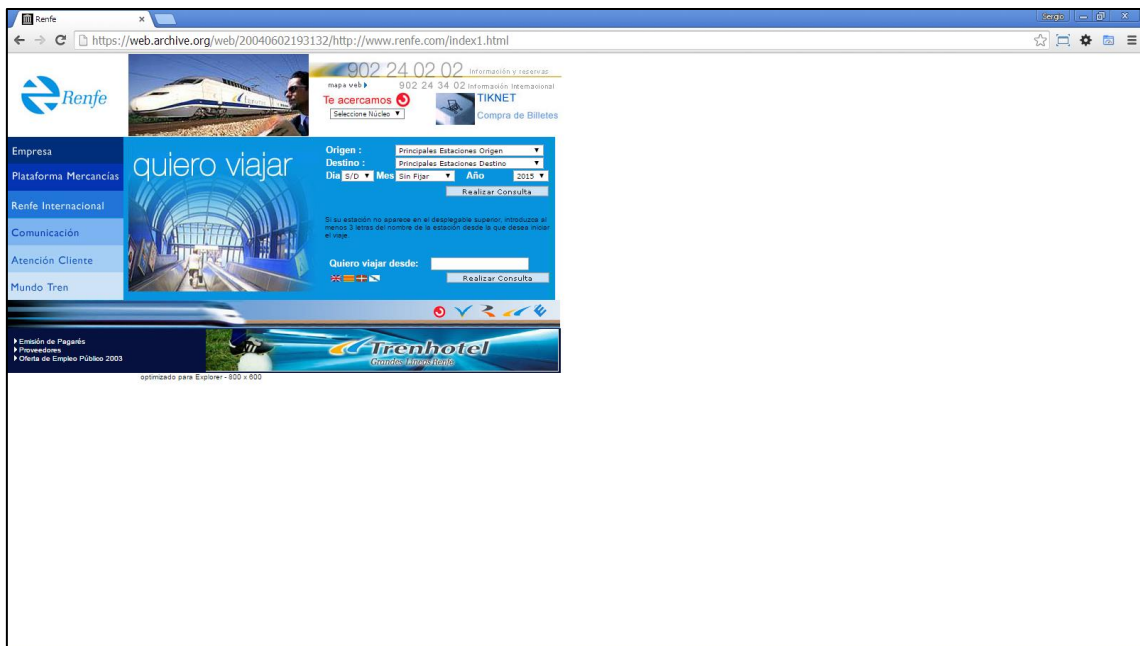 Renfe
Sergio
https://web.archive.org/web/20040602193132/http://www.renfe.com/index1.html
Renfe
902 24 02 02 Información y reservas
mapa web 902 24 34 02 Información Internacional
Te acercamos
Seleccione Núcleo
TIKNET
Compra de Billetes
Empresa
Plataforma Mercancías
Renfe Internacional
Comunicación
Atención Cliente
Mundo Tren
quiero viajar
Origen : Principales Estaciones Origen
Destino : Principales Estaciones Destino
Día S/D Mes Sin Fijar Año 2015
Realizar Consulta
Si su estación no aparece en el desplegable superior, introduzca al
menos 3 letras del nombre de la estación desde la que desea iniciar
el viaje
Quiero viajar desde:
Realizar Consulta
Emisión de Pagarés
Proveedores
Oferta de Empleo Público 2003
Trenhotel
Grandes Líneas Renfe
optimizado para Explorer - 800 x 600